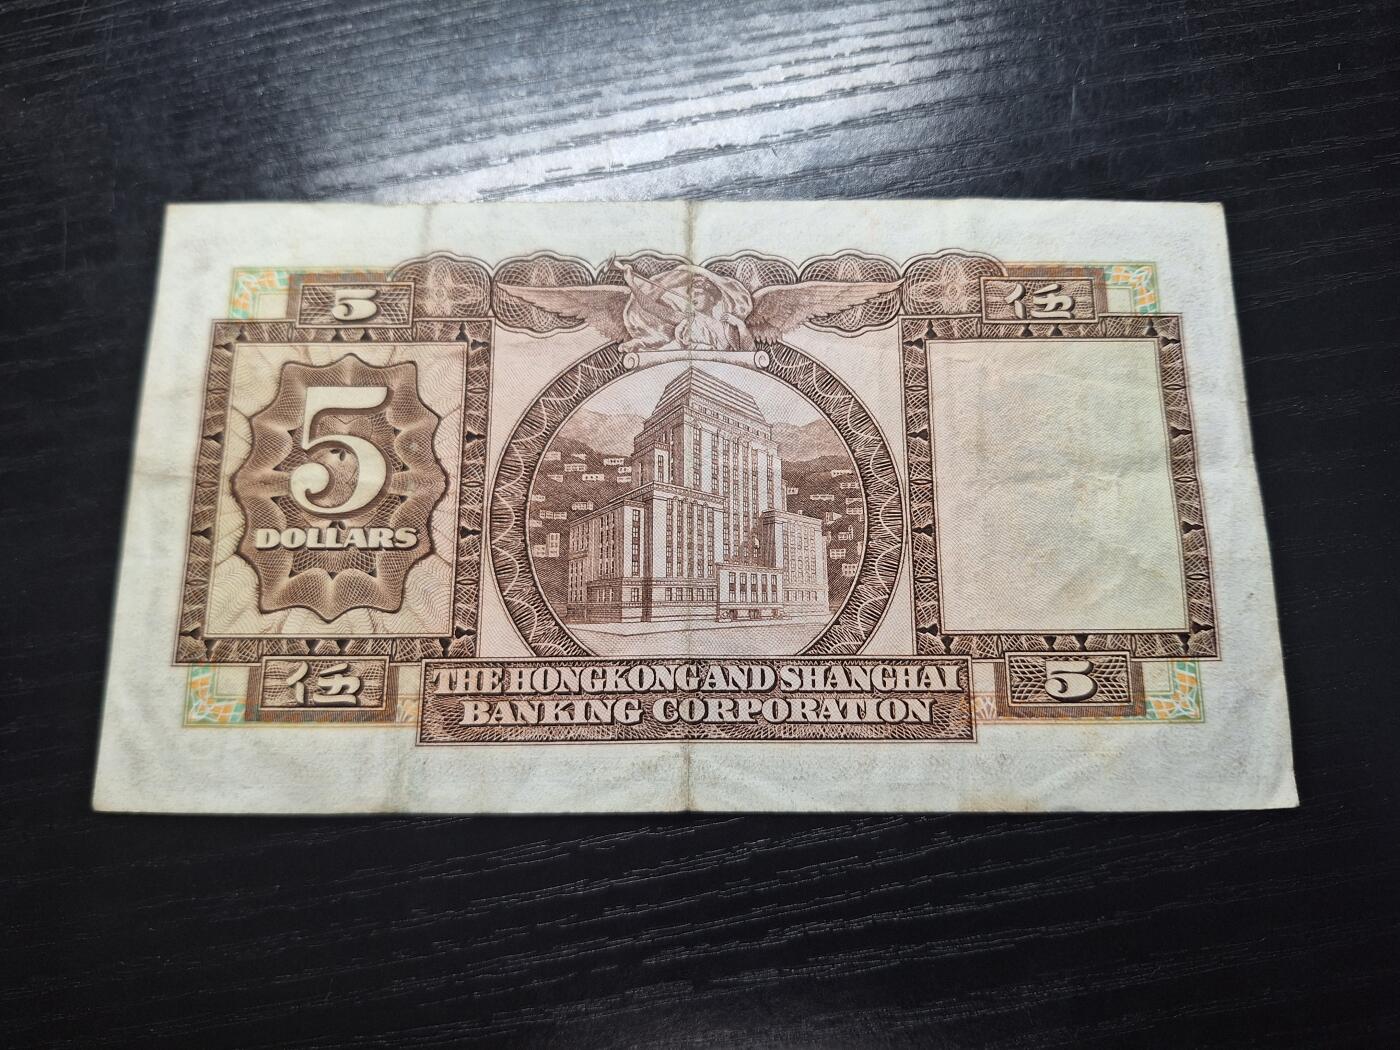 5
伍
5
DOLLARS
伍
5
THE HONGKONG AND SHANGHAI
BANKING CORPORATION